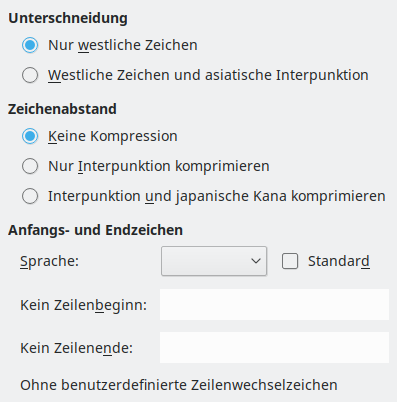 Unterschneidung
Nur westliche Zeichen
Westliche Zeichen und asiatische Interpunktion
Zeichenabstand
Keine Kompression
Nur Interpunktion komprimieren
Interpunktion und japanische Kana komprimieren
Anfangs- und Endzeichen
Sprache: Standard
Kein Zeilenbeginn:
Kein Zeilenende:
Ohne benutzerdefinierte Zeilenwechselzeichen